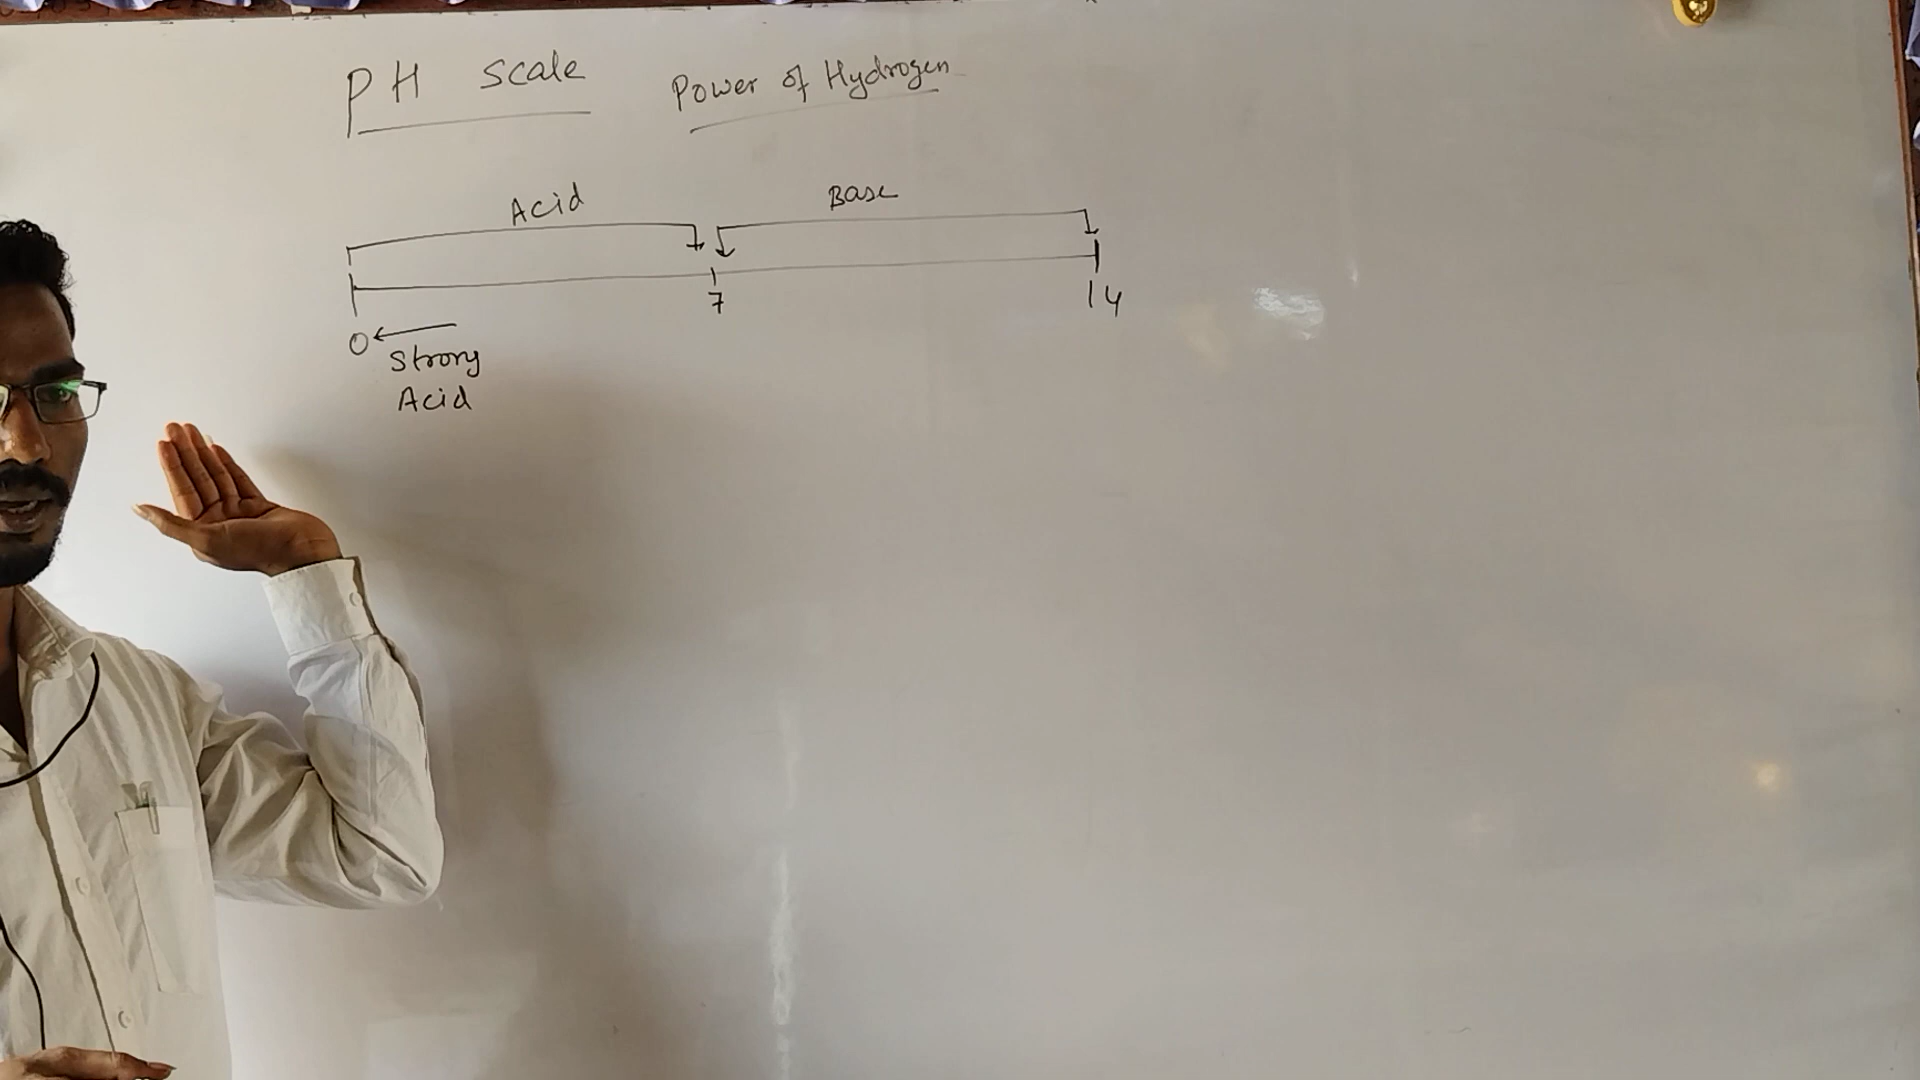 PH Scale Power of Hydrogen
Acid Base
7 14
0
Strong
Acid